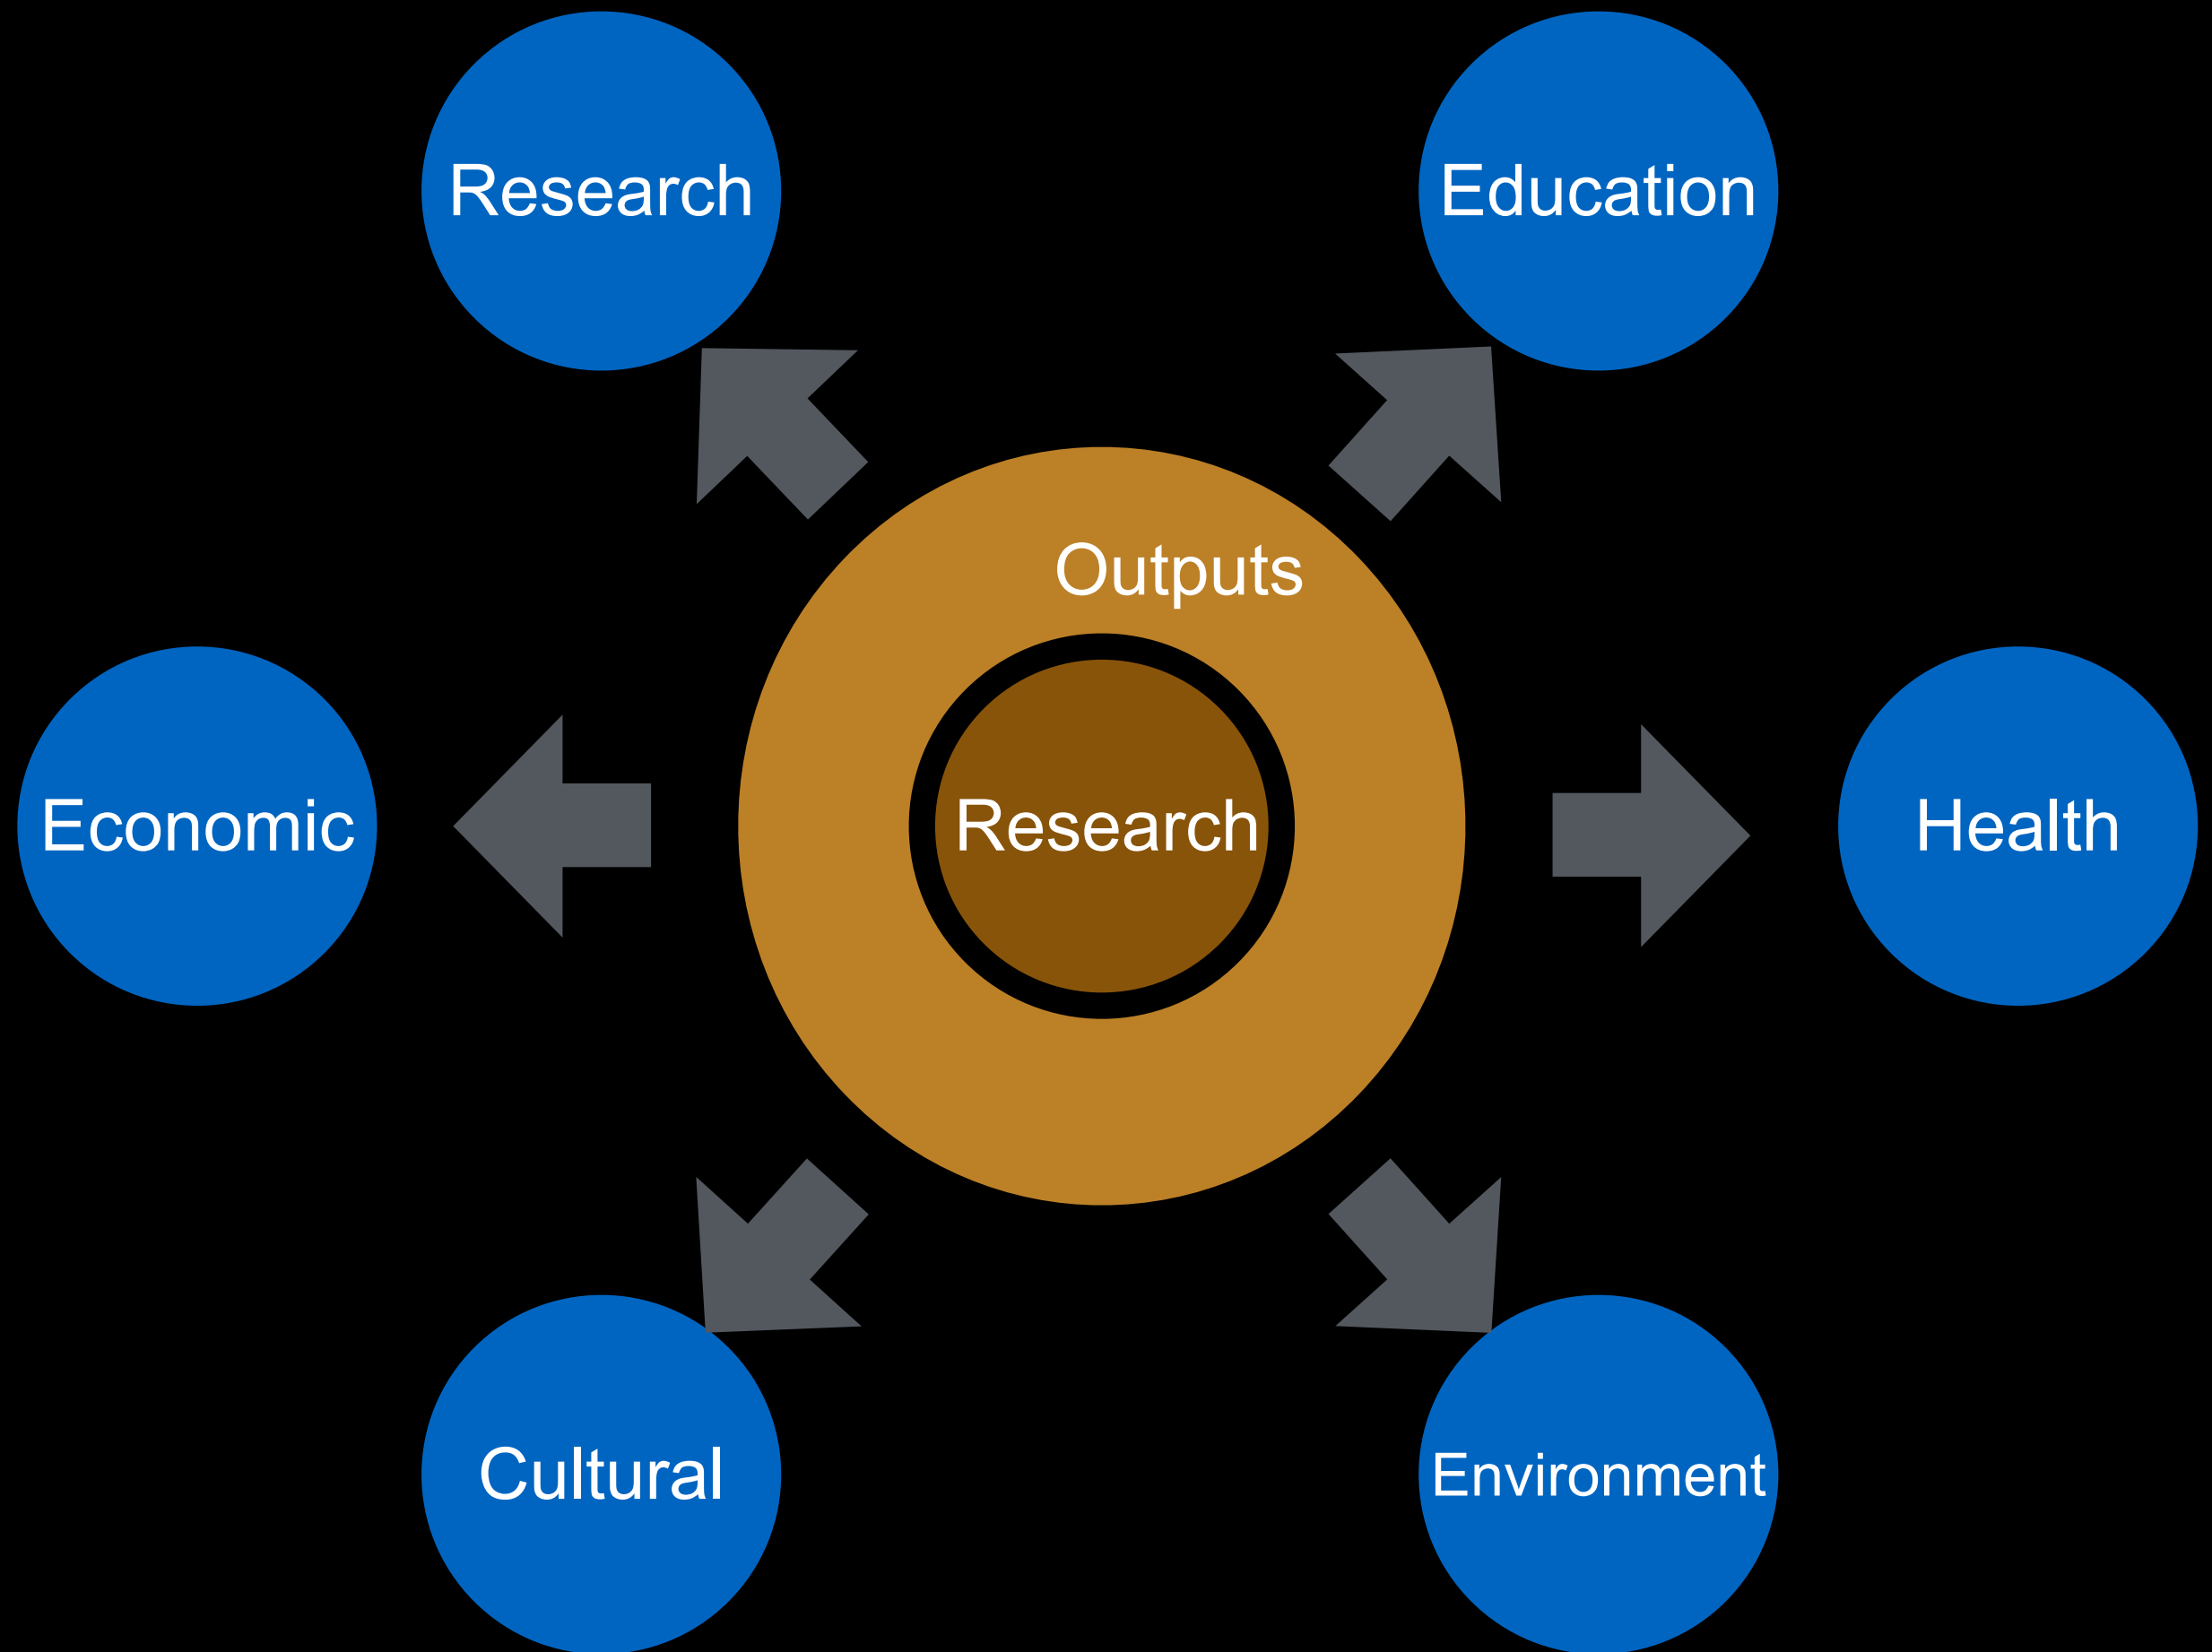 Research
Education
Outputs
Economic
Research
Health
Cultural
Environment